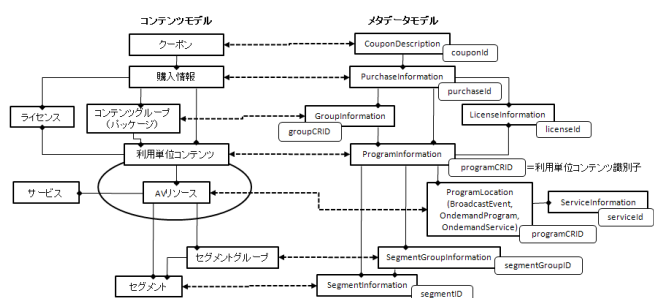 コンテンツモデル
メタデータモデル
クーポン
CouponDescription
couponId
購入情報
PurchaseInformation
purchaseId
ライセンス
コンテンツグループ
(パッケージ)
GroupInformation
groupCRID
LicenseInformation
licenseId
利用単位コンテンツ
ProgramInformation
programCRID
=利用単位コンテンツ識別子
サービス
AVリソース
ProgramLocation
(BroadcastEvent,
OndemandProgram,
OndemandService)
programCRID
ServiceInformation
serviceId
セグメントグループ
SegmentGroupInformation
segmentGroupID
セグメント
SegmentInformation
segmentID